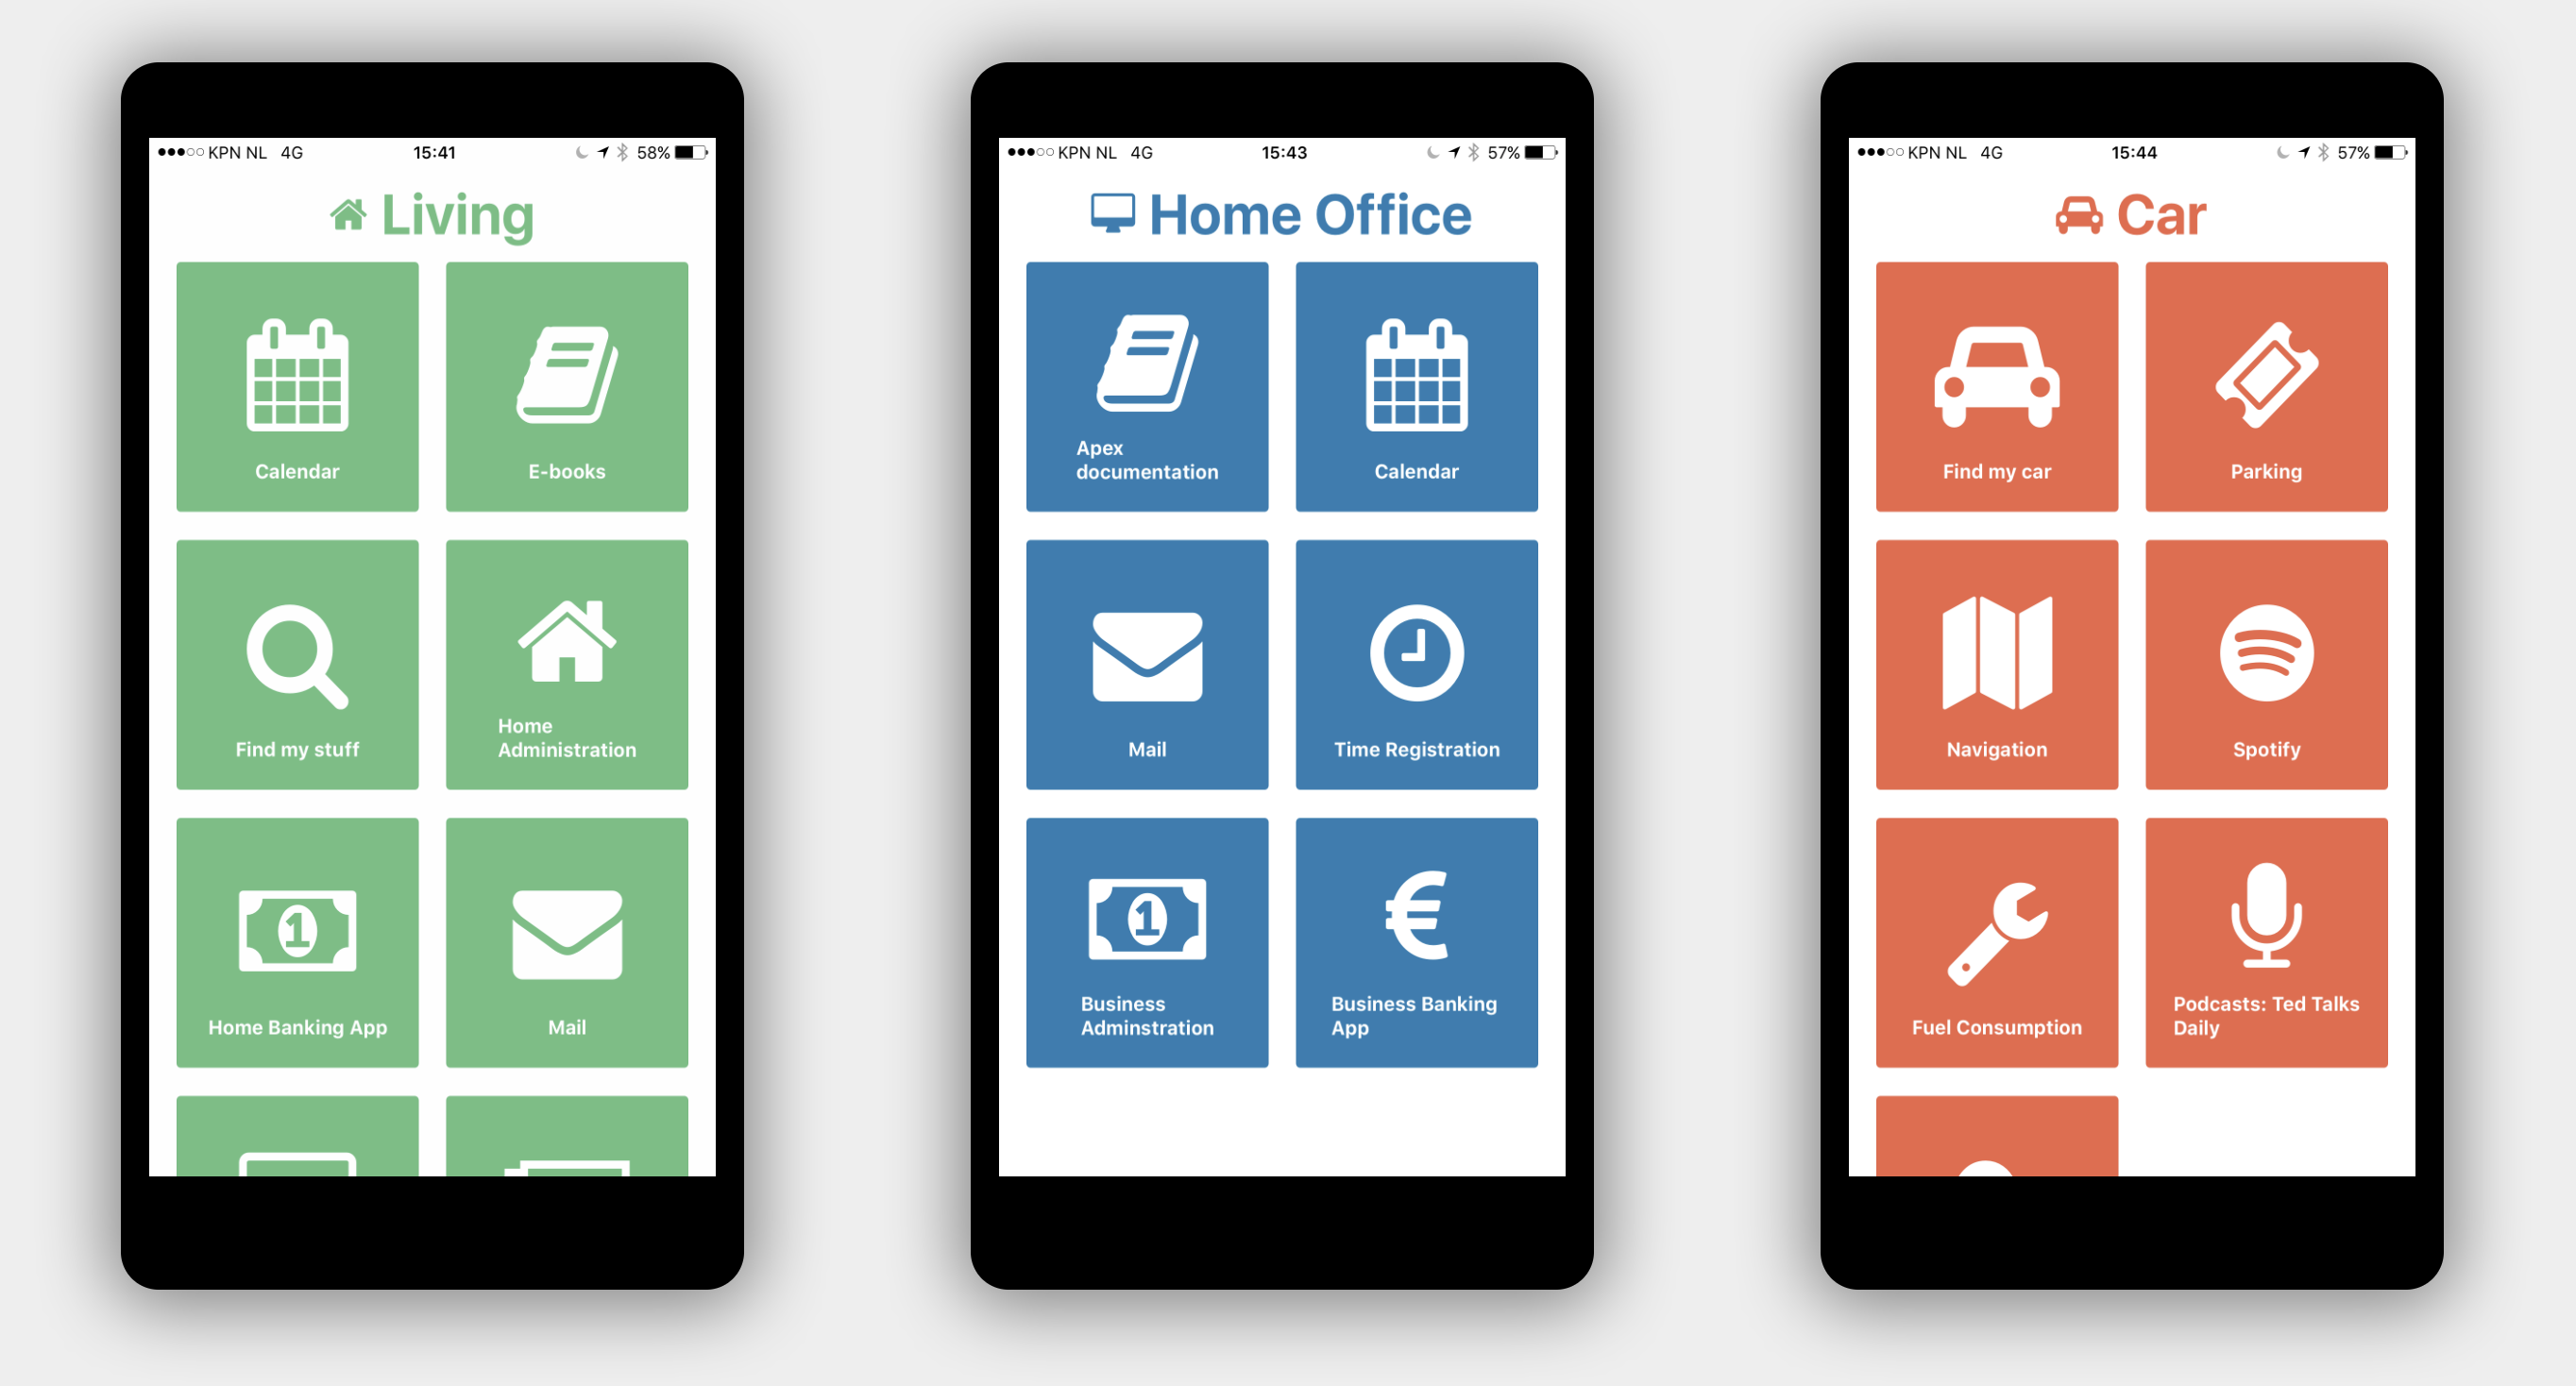 KPN NL 4G 15:41 58%
Living
Calendar
E-books
Find my stuff
Home
Administration
Home Banking App
Mail
KPN NL 4G 15:43 57%
Home Office
Apex
documentation
Calendar
Mail
Time Registration
Business
Adminstration
Business Banking
App
KPN NL 4G 15:44 57%
Car
Find my car
Parking
Navigation
Spotify
Fuel Consumption
Podcasts: Ted Talks
Daily